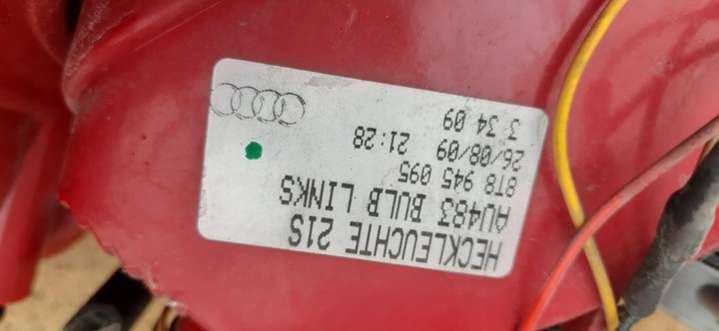 HECKLEUCHTE 21S
AU483 BULB LINKS
8T8 945 095
26/08/09 21:28
3 34 09